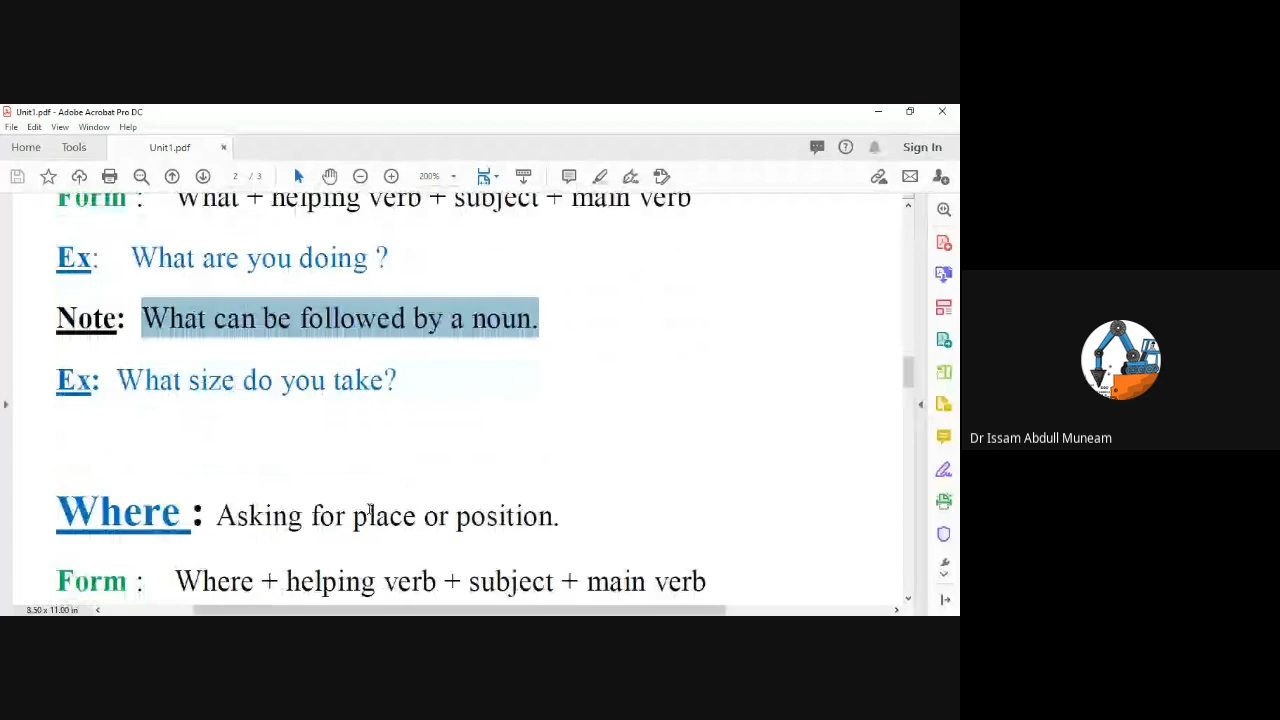 Unit1.pdf - Adobe Acrobat Pro DC
File Edit View Window Help
Home Tools Unit1.pdf × Sign In
2 / 3 200%
Form : What + helping verb + subject + main verb
Ex: What are you doing ?
Note: What can be followed by a noun.
Ex: What size do you take?
Where : Asking for place or position.
Form : Where + helping verb + subject + main verb
8.50 x 11.00 in
Dr Issam Abdull Muneam